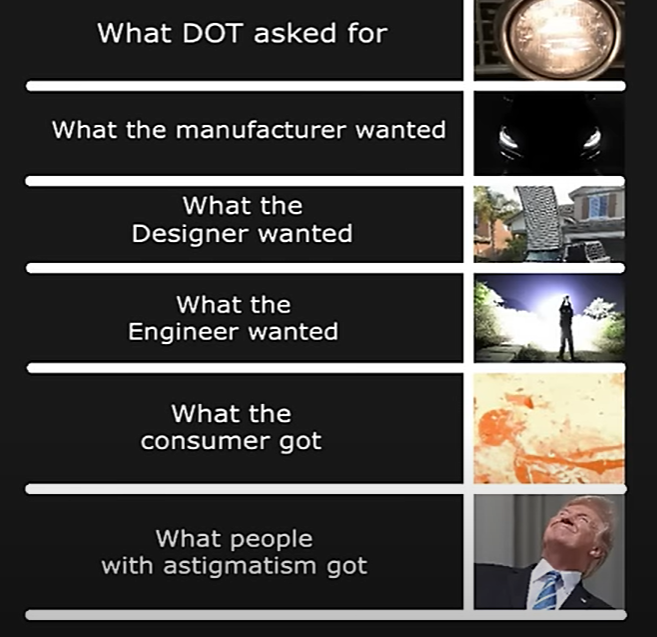 What DOT asked for
What the manufacturer wanted
What the
Designer wanted
What the
Engineer wanted
What the
consumer got
What people
with astigmatism got